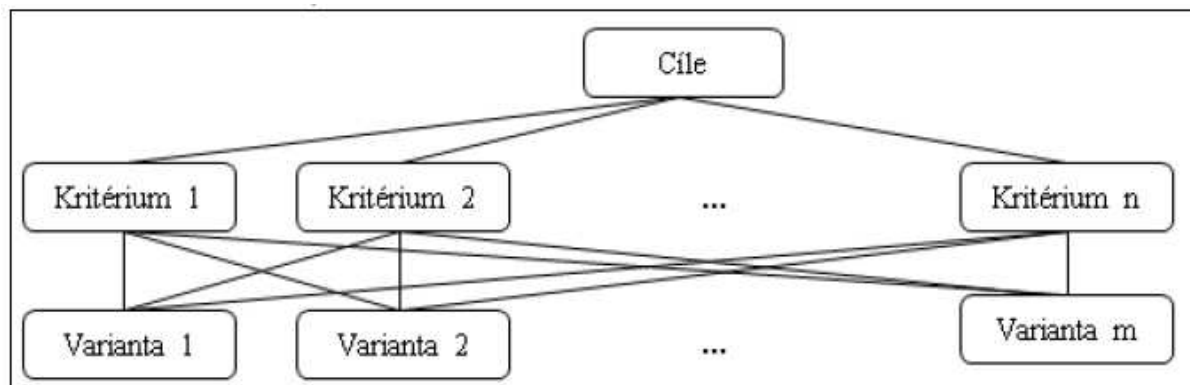 Cíle
Kritérium 1
Kritérium 2
...
Kritérium n
Varianta 1
Varianta 2
...
Varianta m